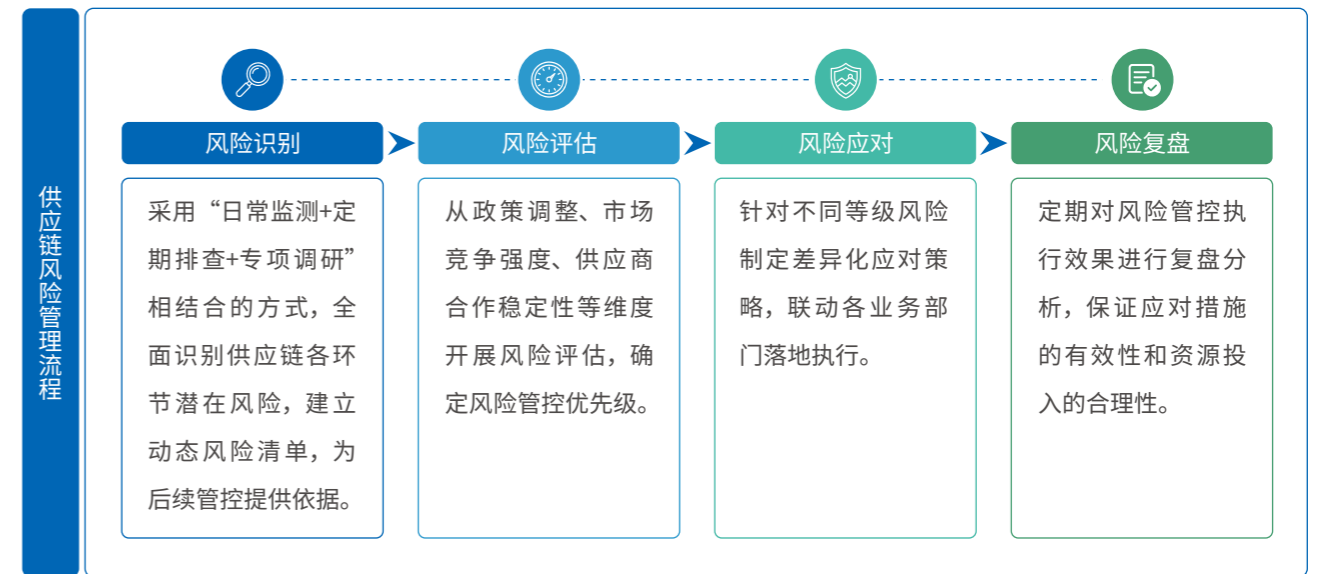 供应链风险管理流程
风险识别
采用“日常监测+定
期排查+专项调研”
相结合的方式，全
面识别供应链各环
节潜在风险，建立
动态风险清单，为
后续管控提供依据。
风险评估
从政策调整、市场
竞争强度、供应商
合作稳定性等维度
开展风险评估，确
定风险管控优先级。
风险应对
针对不同等级风险
制定差异化应对策
略，联动各业务部
门落地执行。
风险复盘
定期对风险管控执
行效果进行复盘分
析，保证应对措施
的有效性和资源投
入的合理性。